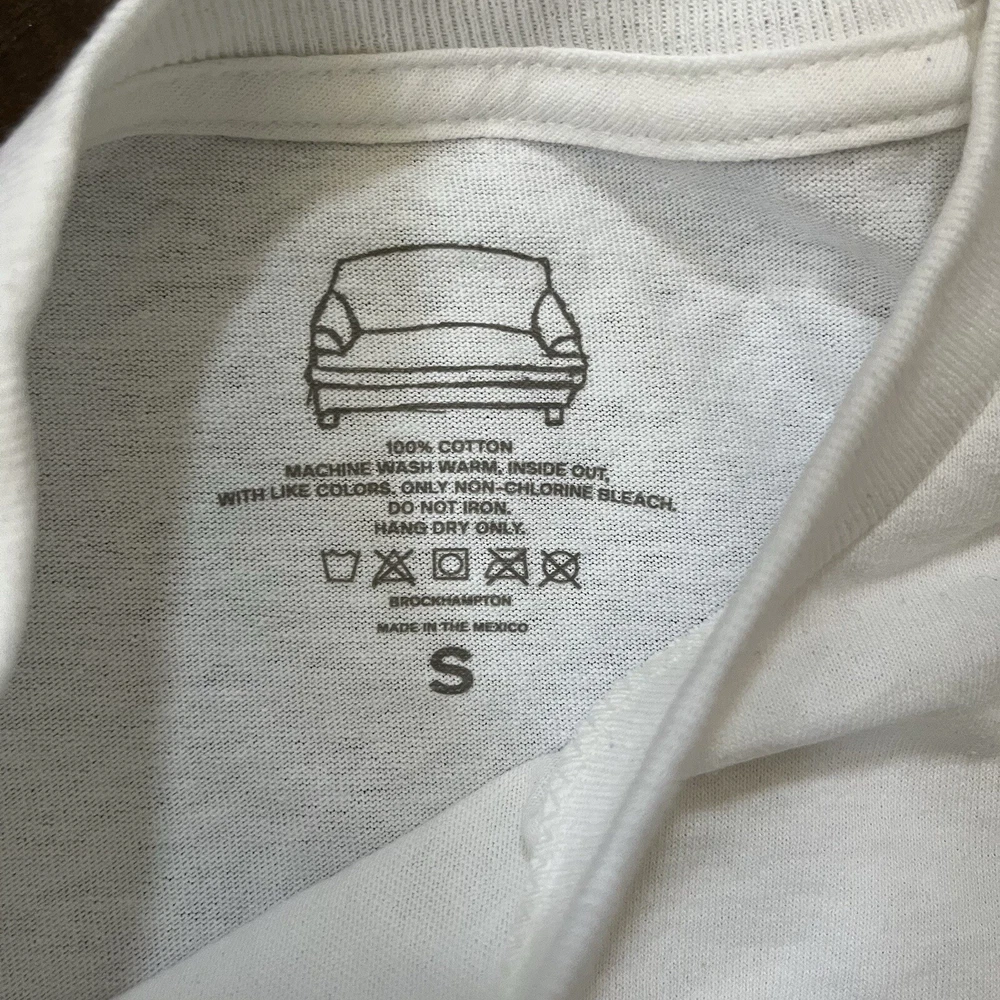 100% COTTON
MACHINE WASH WARM, INSIDE OUT,
WITH LIKE COLORS, ONLY NON-CHLORINE BLEACH.
DO NOT IRON.
HANG DRY ONLY.
BROCKHAMPTON
MADE IN THE MEXICO
S